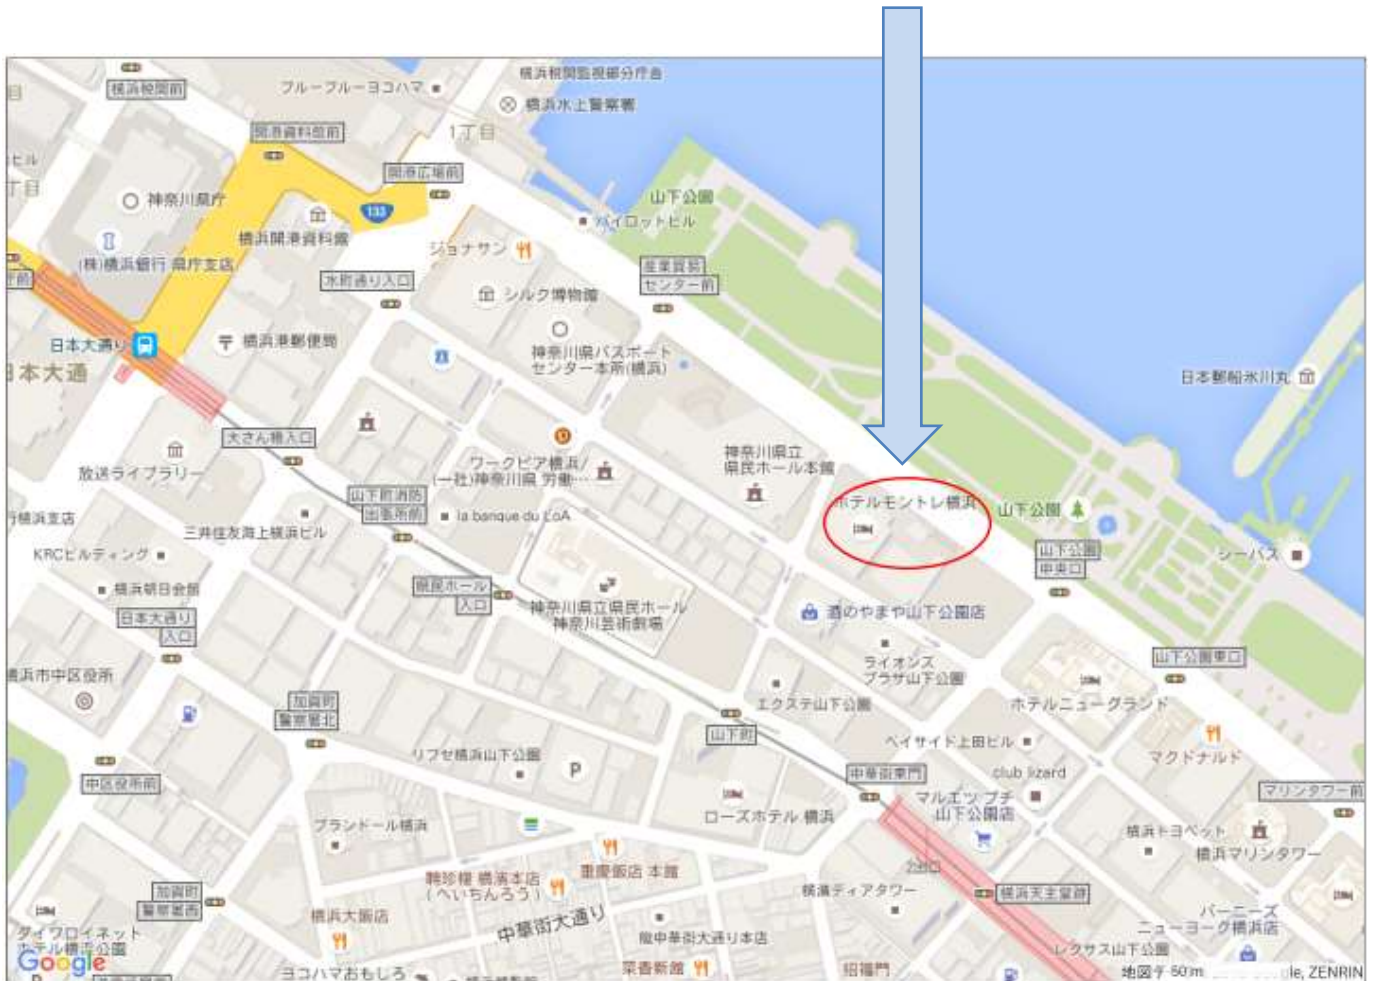 横浜税関前
ブルーブルーヨコハマ
横浜税関監視部分庁舎
横浜水上警察署
1丁目
開港資料館前
開港広場前
神奈川県庁
133
横浜開港資料館
(株)横浜銀行 県庁支店
ジョナサン
パイロットビル
山下公園
水町通り入口
シルク博物館
産業貿易
センター前
日本大通り
横浜港郵便局
神奈川県パスポート
センター本所(横浜)
日本大通
日本郵船氷川丸
大さん橋入口
放送ライブラリー
ワークピア横浜/
(一社)神奈川県 労働…
神奈川県立
県民ホール本館
ホテルモントレ横浜
山下公園
山下町消防
出張所前
la banque du LoA
三井住友海上横浜ビル
KRCビルディング
横浜朝日会館
山下公園
中央口
シーバス
県民ホール
入口
神奈川県立県民ホール
神奈川芸術劇場
酒のやまや山下公園店
日本大通り
入口
ライオンズ
プラザ山下公園
山下公園東口
横浜市中区役所
加賀町
警察署北
エクステ山下公園
ホテルニューグランド
リフセ横浜山下公園
P
山下町
ベイサイド上田ビル
マクドナルド
中区役所前
中華街東門
club lizard
マルエツ プチ
山下公園店
マリンタワー前
ローズホテル 横浜
グランドール横浜
横浜トヨペット
横浜マリンタワー
重慶飯店 本館
聘珍樓 横濱本店
(へいちんろう)
横濱ディアタワー
横浜天主堂跡
加賀町
警察署西
横浜大飯店
中華街大通り
バーニーズ
ニューヨーク横浜店
ダイワロイネット
ホテル横浜公園
Google
菜香新館
招福門
レクサス山下公園
ヨコハマおもしろ
50 m
ZENRIN